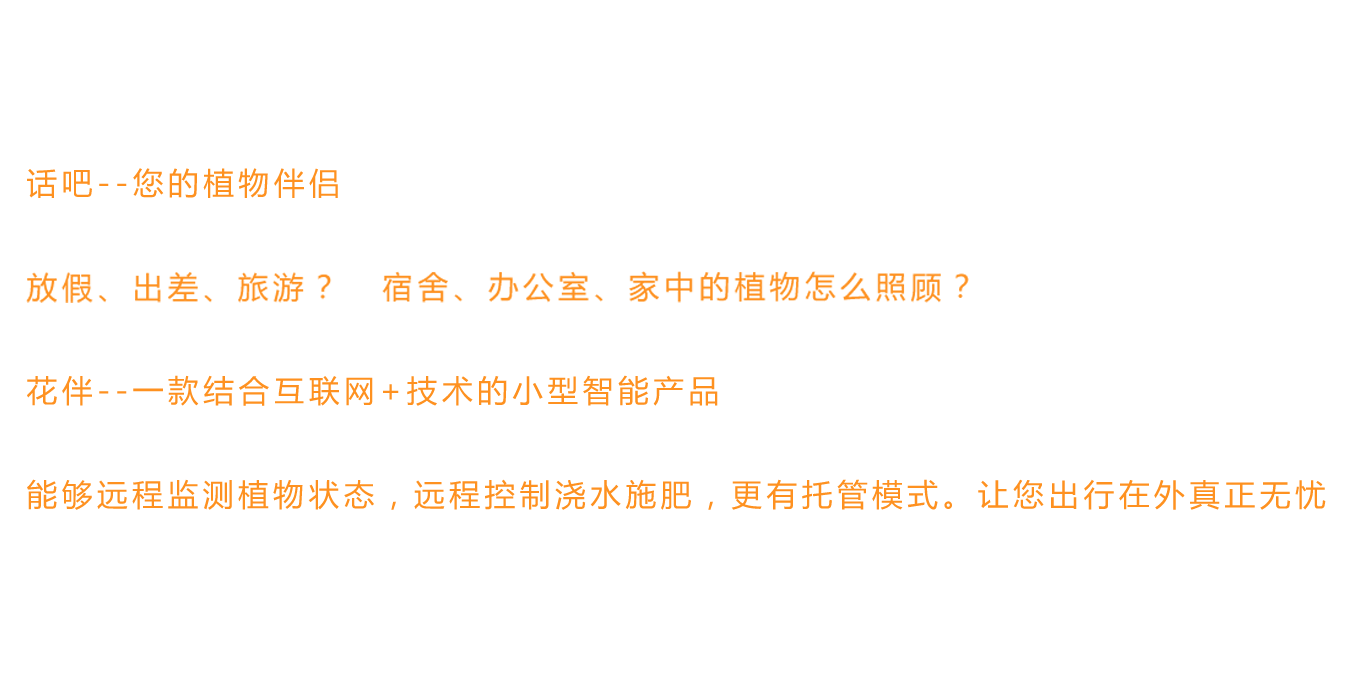 话吧--您的植物伴侣
放假、出差、旅游？ 宿舍、办公室、家中的植物怎么照顾？
花伴--一款结合互联网+技术的小型智能产品
能够远程监测植物状态，远程控制浇水施肥，更有托管模式。让您出行在外真正无忧